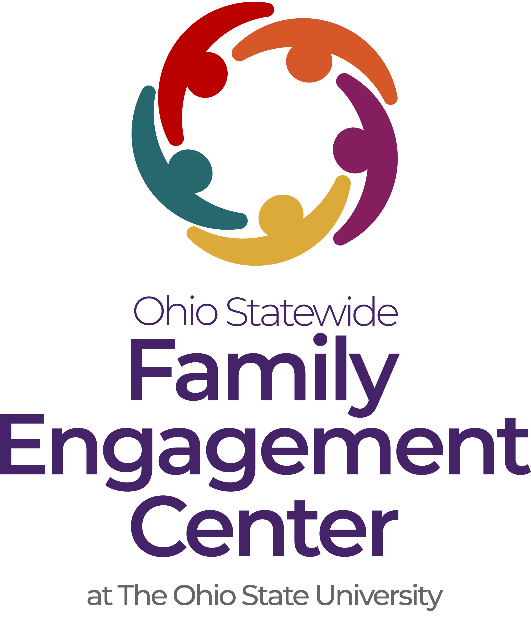 Ohio Statewide
Family
Engagement
Center
at The Ohio State University